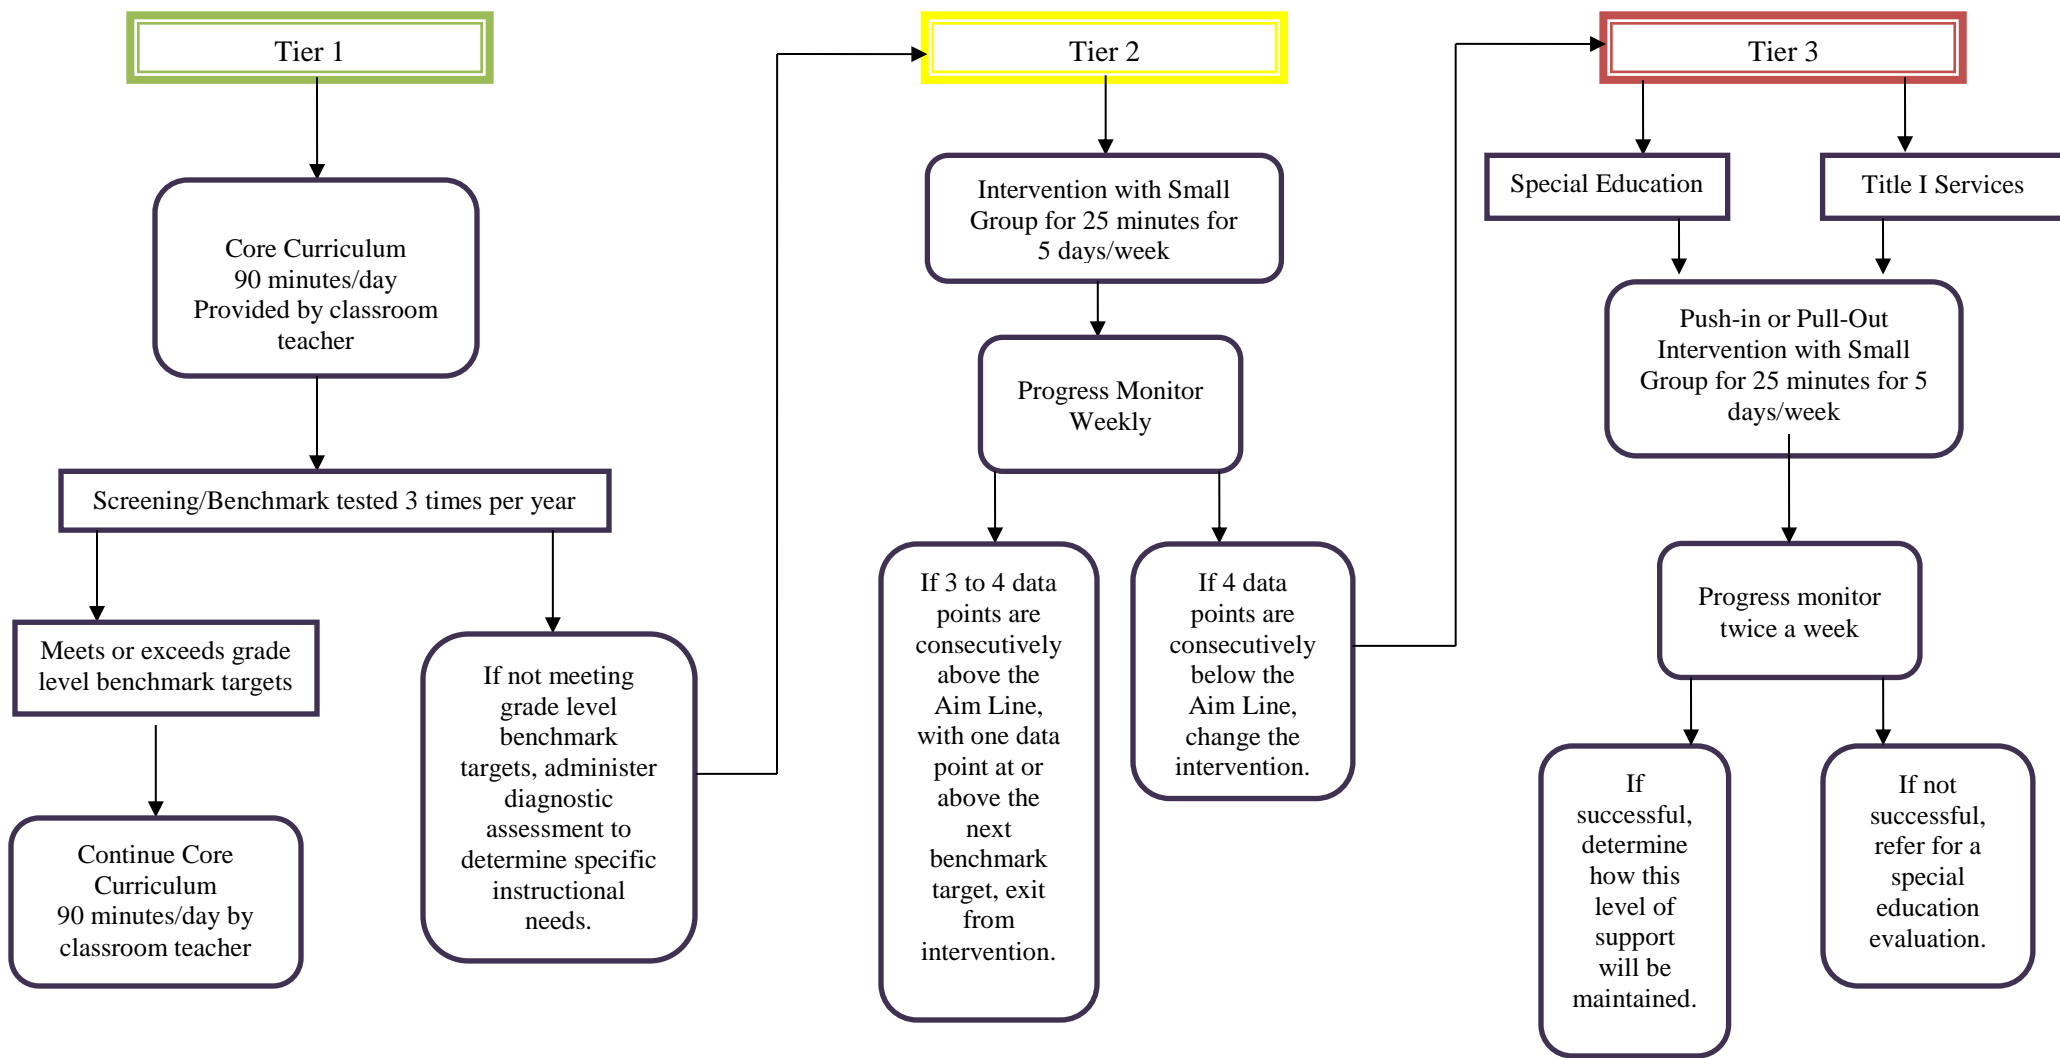 Tier 1
Core Curriculum
90 minutes/day
Provided by classroom
teacher
Screening/Benchmark tested 3 times per year
Meets or exceeds grade
level benchmark targets
Continue Core
Curriculum
90 minutes/day by
classroom teacher
If not meeting
grade level
benchmark
targets, administer
diagnostic
assessment to
determine specific
instructional
needs.
Tier 2
Intervention with Small
Group for 25 minutes for
5 days/week
Progress Monitor
Weekly
If 3 to 4 data
points are
consecutively
above the
Aim Line,
with one data
point at or
above the
next
benchmark
target, exit
from
intervention.
If 4 data
points are
consecutively
below the
Aim Line,
change the
intervention.
Tier 3
Special Education
Title I Services
Push-in or Pull-Out
Intervention with Small
Group for 25 minutes for 5
days/week
Progress monitor
twice a week
If
successful,
determine
how this
level of
support
will be
maintained.
If not
successful,
refer for a
special
education
evaluation.